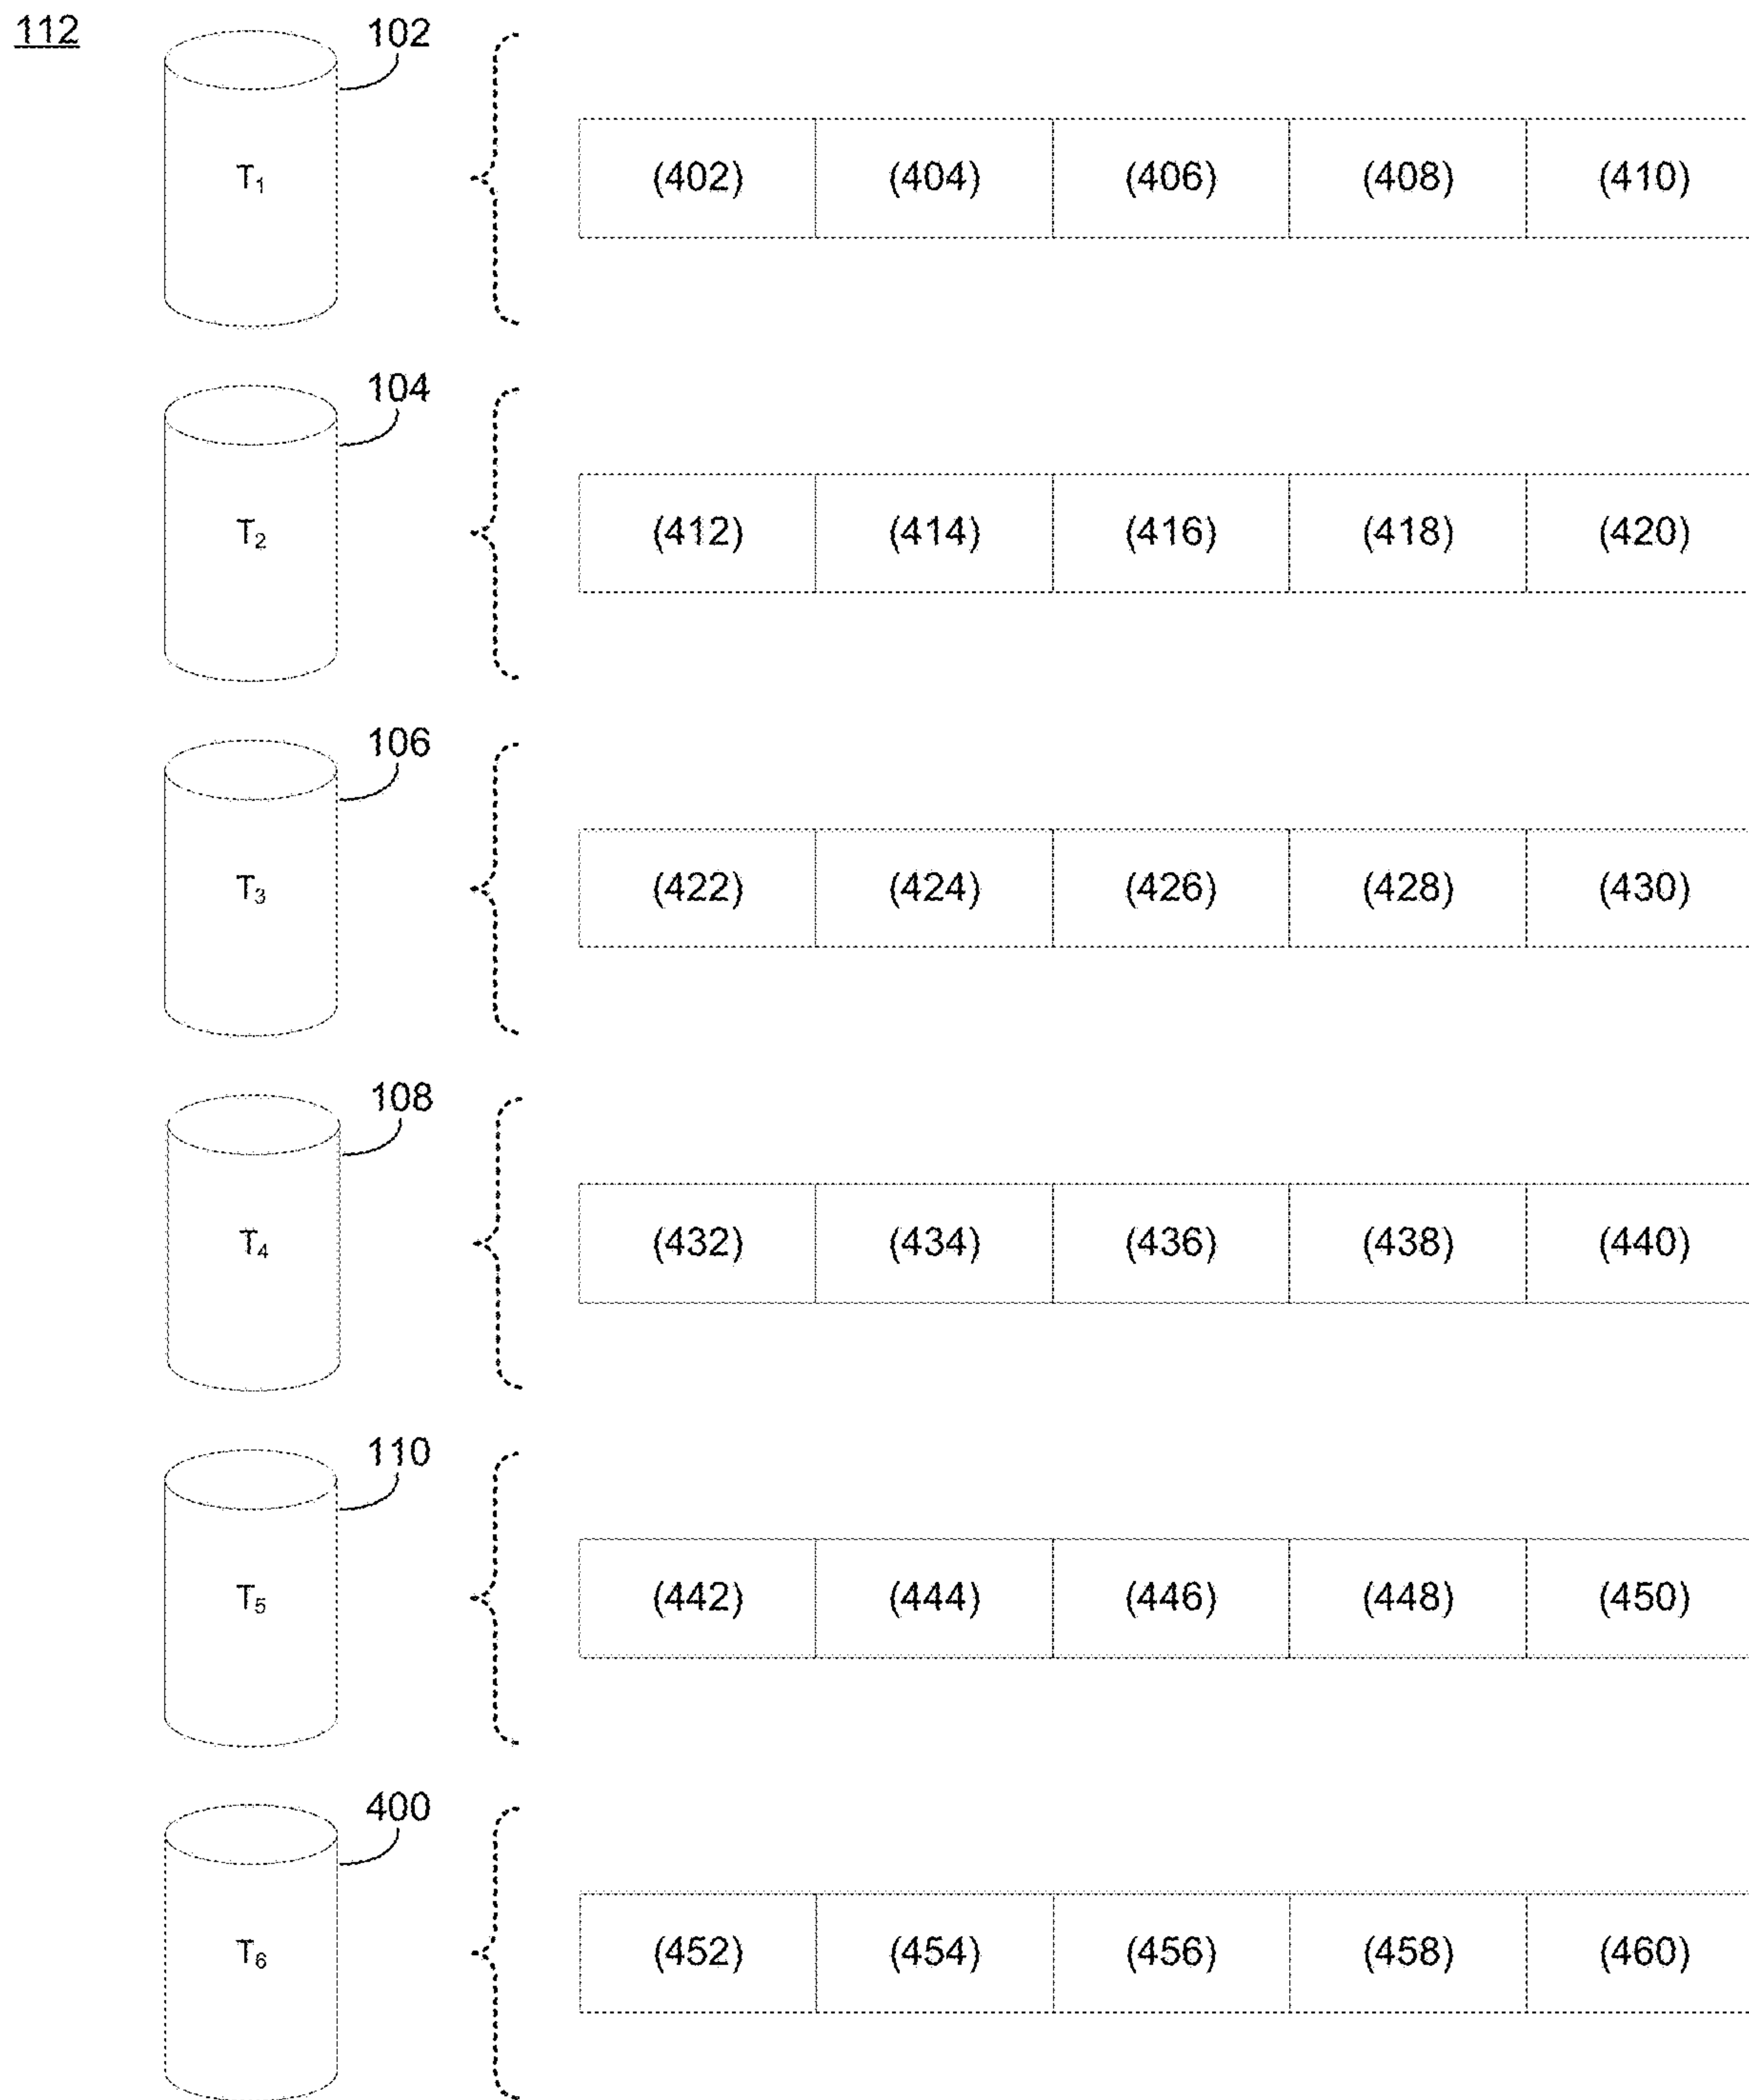 112
102
T₁
(402) (404) (406) (408) (410)
104
T₂
(412) (414) (416) (418) (420)
106
T₃
(422) (424) (426) (428) (430)
108
T₄
(432) (434) (436) (438) (440)
110
T₅
(442) (444) (446) (448) (450)
400
T₆
(452) (454) (456) (458) (460)